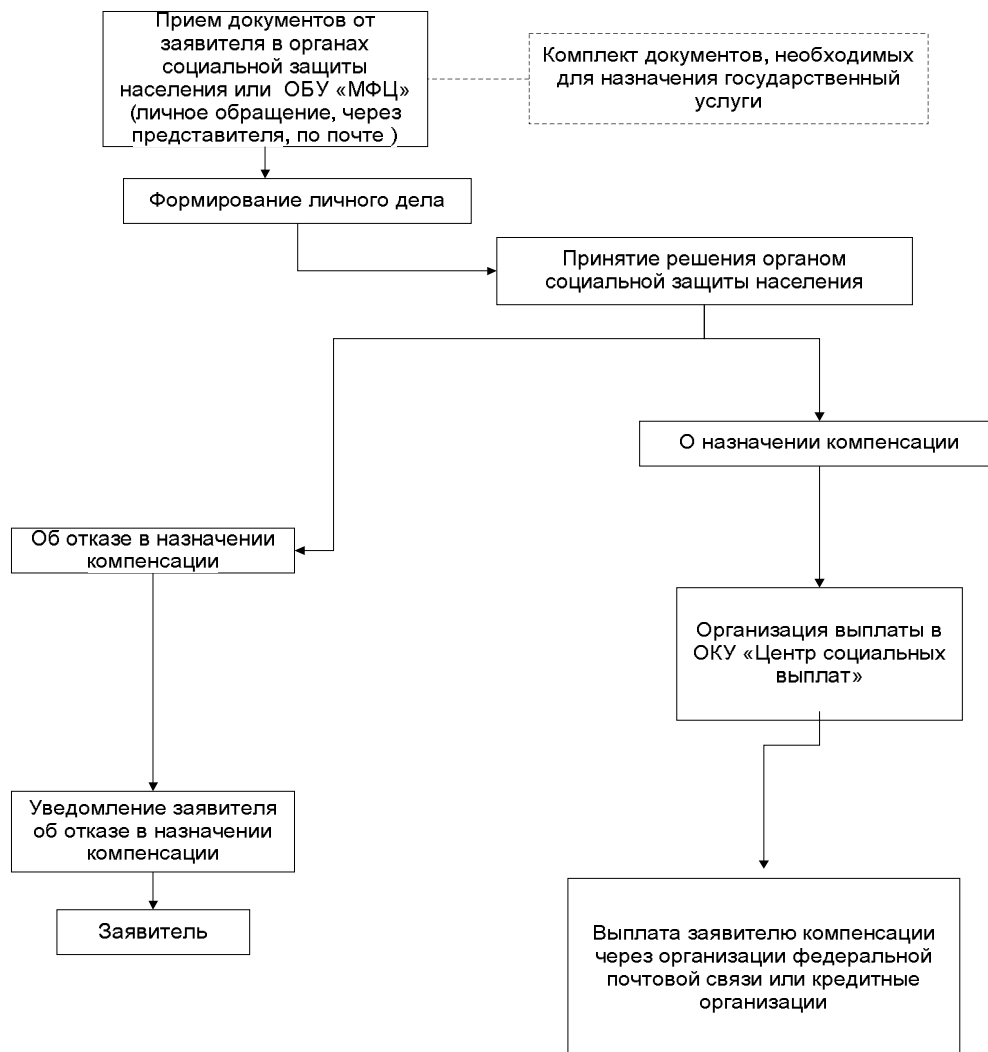 Прием документов от
заявителя в органах
социальной защиты
населения или ОБУ «МФЦ»
(личное обращение, через
представителя, по почте )
Комплект документов, необходимых
для назначения государственный
услуги
Формирование личного дела
Принятие решения органом
социальной защиты населения
О назначении компенсации
Об отказе в назначении
компенсации
Организация выплаты в
ОКУ «Центр социальных
выплат»
Уведомление заявителя
об отказе в назначении
компенсации
Заявитель
Выплата заявителю компенсации
через организации федеральной
почтовой связи или кредитные
организации